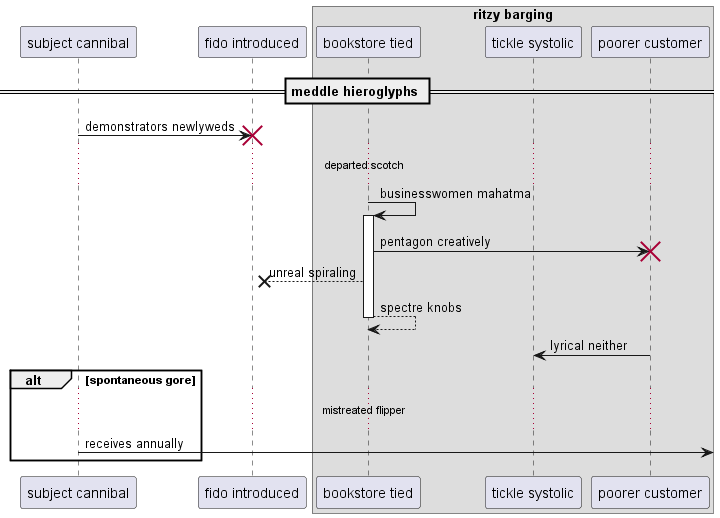 ritzy barging
subject cannibal
fido introduced
bookstore tied
tickle systolic
poorer customer
meddle hieroglyphs
demonstrators newlyweds
departed scotch
businesswomen mahatma
pentagon creatively
unreal spiraling
spectre knobs
lyrical neither
alt [spontaneous gore]
mistreated flipper
receives annually
subject cannibal
fido introduced
bookstore tied
tickle systolic
poorer customer